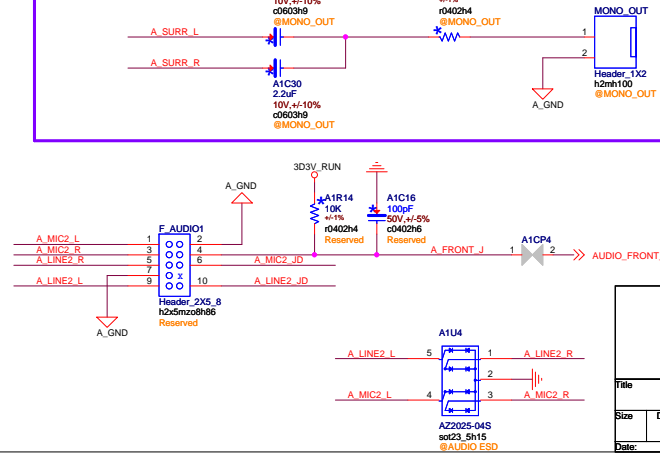 10V,+/-10%
c0603h9
@MONO_OUT
+/-1%
r0402h4
@MONO_OUT
MONO_OUT
A_SURR_L
1
A_SURR_R
2
A1C30
2.2uF
10V,+/-10%
c0603h9
@MONO_OUT
A_GND
Header_1X2
h2mh100
@MONO_OUT
3D3V_RUN
A_GND
A1R14
10K
+/-1%
r0402h4
Reserved
A1C16
100pF
50V,+/-5%
c0402h6
Reserved
F_AUDIO1
A_MIC2_L 1 2
A_MIC2_R 3 4
A_LINE2_R 5 6 A_MIC2_JD
7 x
A_LINE2_L 9 10 A_LINE2_JD
A_FRONT_J 1 A1CP4 2 AUDIO_FRONT_
Header_2X5_8
h2x5mzo8h86
Reserved
A_GND
A1U4
A_LINE2_L 5 1 A_LINE2_R
2
A_MIC2_L 4 3 A_MIC2_R
AZ2025-04S
sot23_5h15
@AUDIO ESD
Title
Size D
Date: